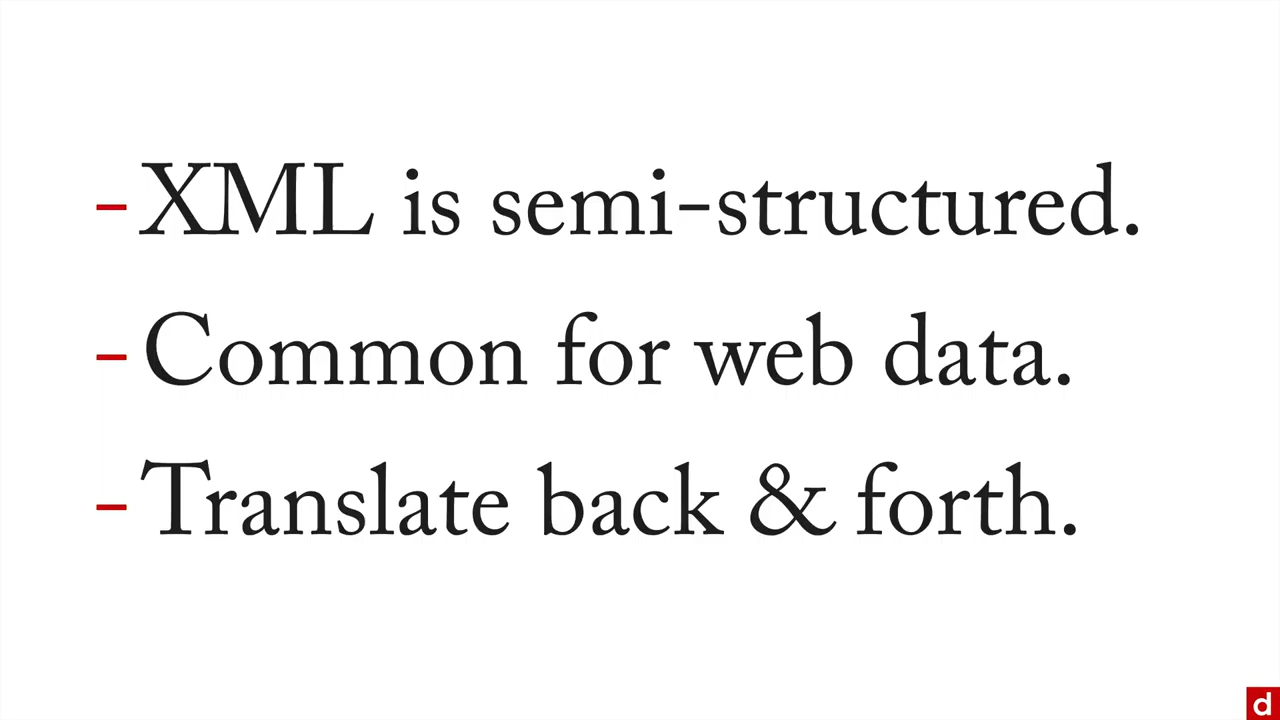 - XML is semi-structured.
- Common for web data.
- Translate back & forth.
d